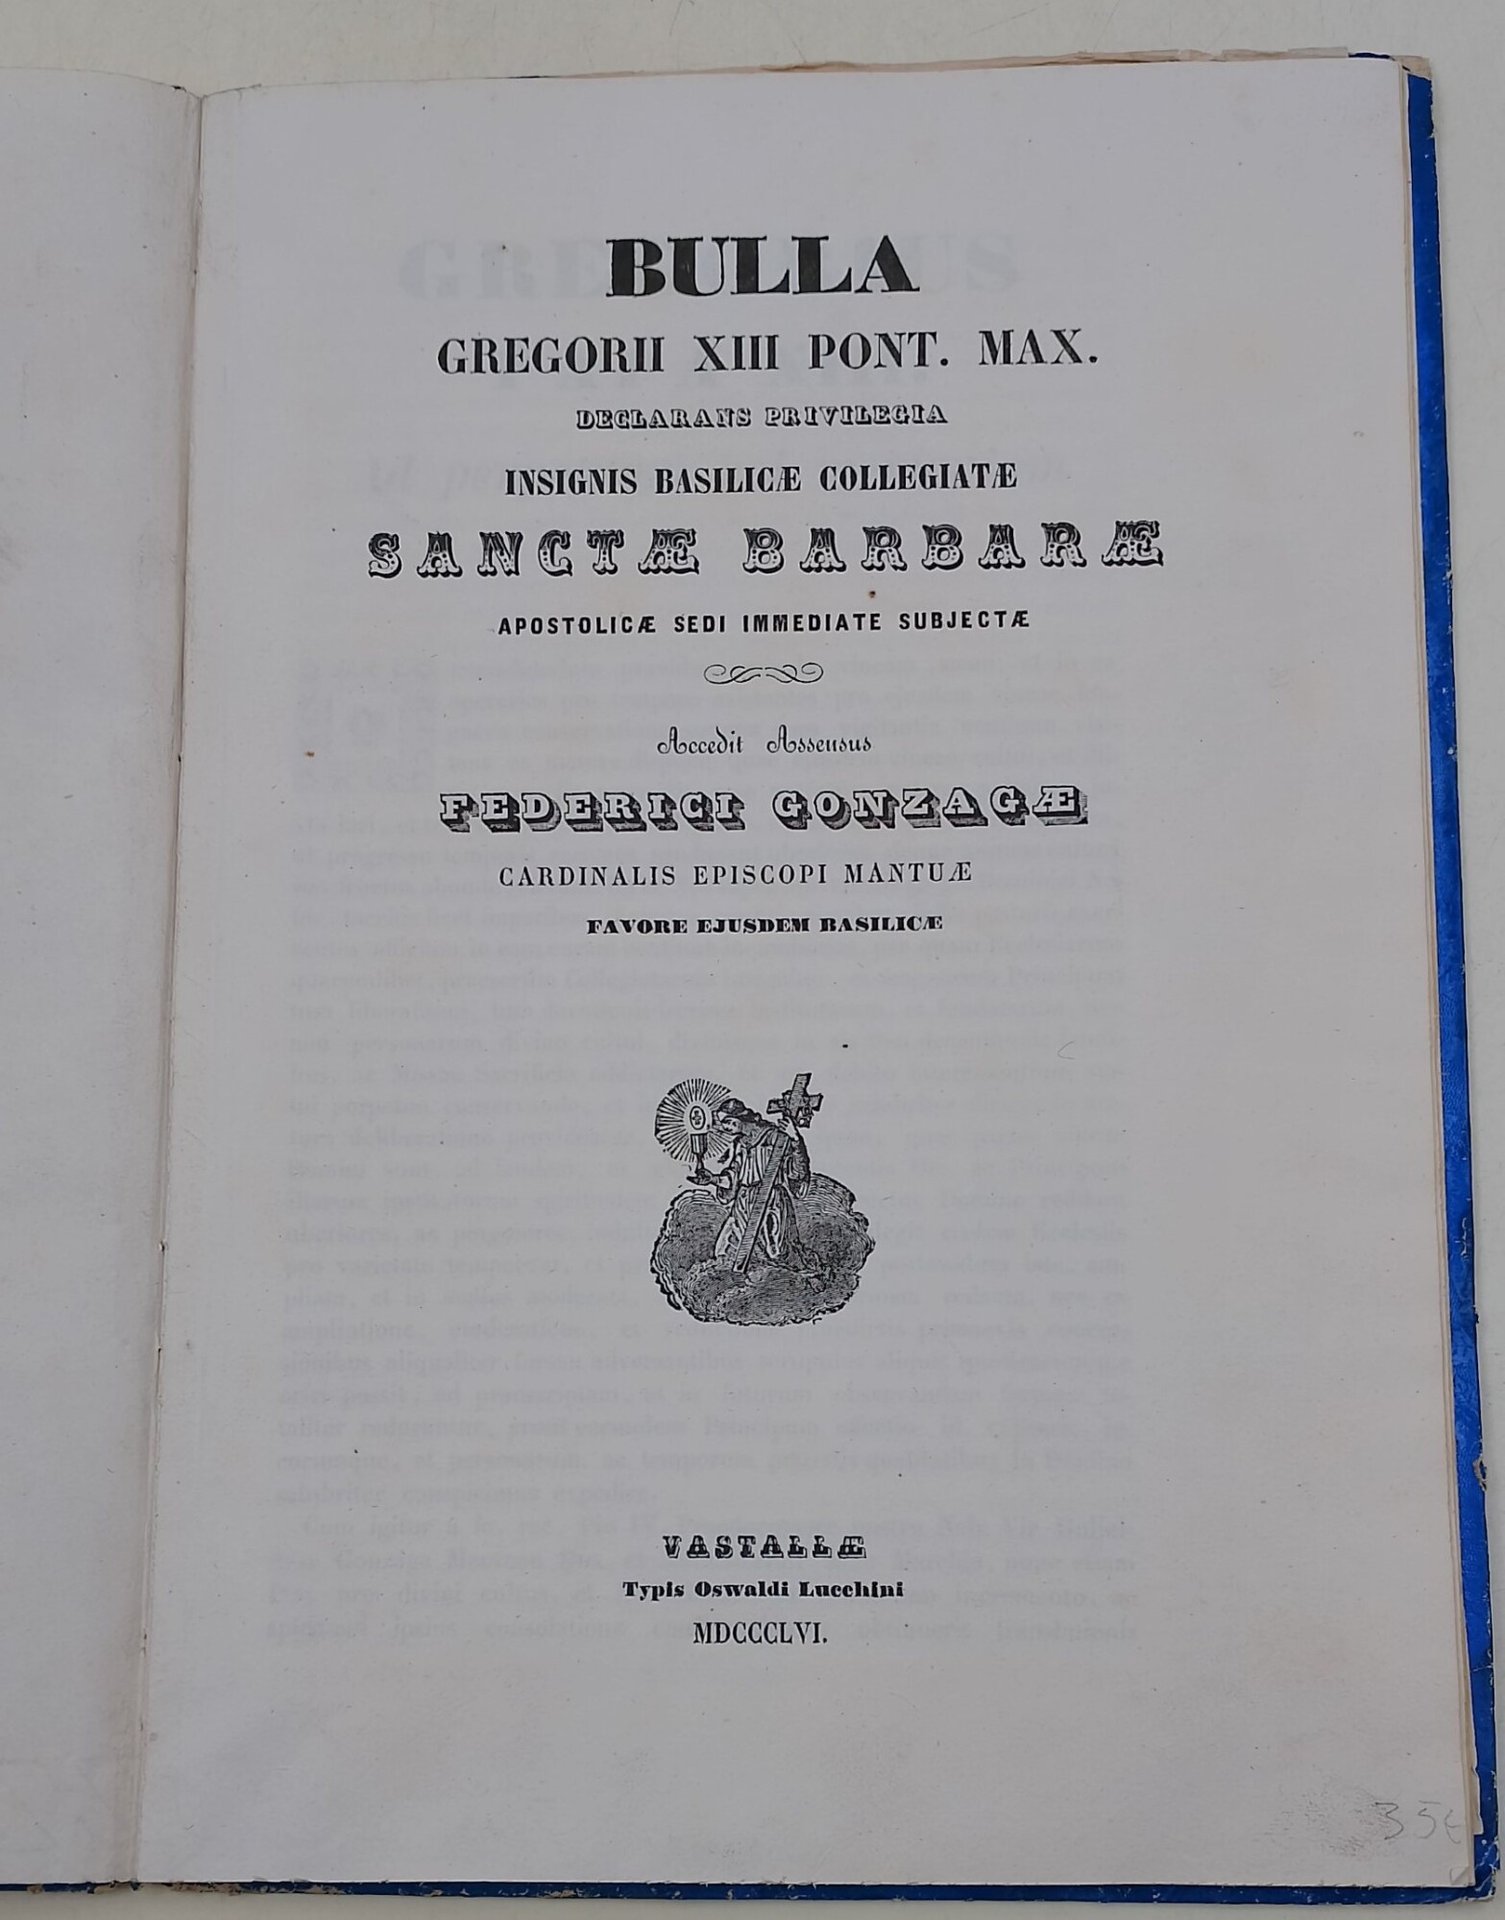 BULLA
GREGORII XIII PONT. MAX.
DECLARANS PRIVILEGIA
INSIGNIS BASILICÆ COLLEGIATÆ
SANCTÆ BARBARÆ
APOSTOLICÆ SEDI IMMEDIATE SUBJECTÆ
Accedit Assensus
FEDERICI GONZAGÆ
CARDINALIS EPISCOPI MANTUÆ
FAVORE EJUSDEM BASILICÆ
VASTALLÆ
Typis Oswaldi Lucchini
MDCCCLVI.
35€